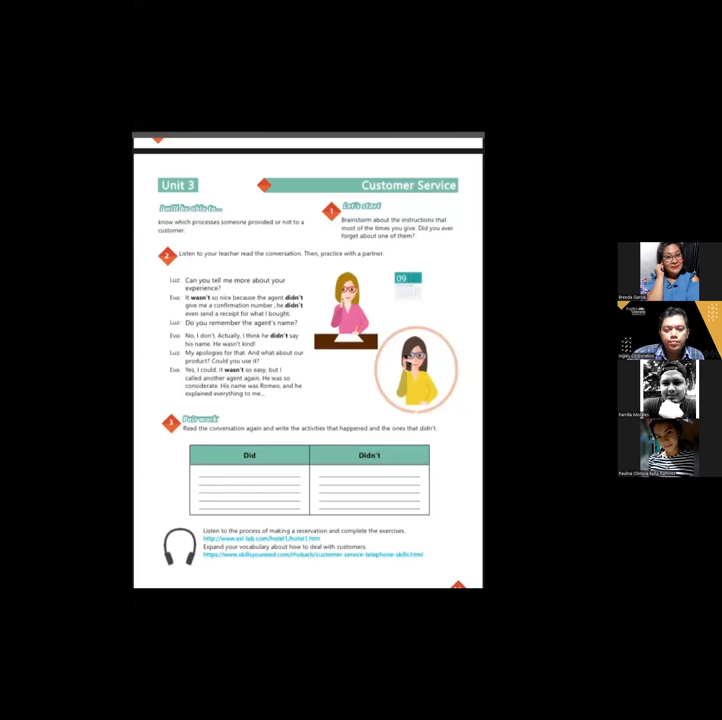 Unit 3
Customer Service
I will be able to...
know which processes someone provided or not to a
customer.
1
Let's start
Brainstorm about the instructions that
most of the times you give. Did you ever
forget about one of them?
2
Listen to your teacher read the conversation. Then, practice with a partner.
Luz: Can you tell me more about your
experience?
Eva: It wasn't so nice because the agent didn't
give me a confirmation number...he didn't
even send a receipt for what I bought.
Luz: Do you remember the agent's name?
Eva: No, I don't. Actually, I think he didn't say
his name. He wasn't kind!
Luz: My apologies for that. And what about our
product? Could you use it?
Eva: Yes, I could. It wasn't so easy, but I
called another agent again. He was so
considerate. His name was Romeo, and he
explained everything to me...
09
3
Pair work
Read the conversation again and write the activities that happened and the ones that didn't.
Did
Didn't
Listen to the process of making a reservation and complete the exercises.
http://www.esl-lab.com/hotel1/hotel1.htm
Expand your vocabulary about how to deal with customers.
https://www.skillsyouneed.com/rhubarb/customer-service-telephone-skills.html
Brenda Garcia
Inglés Corporativo
Parrilla Morales
Paulina Olimpia Peña Ramirez